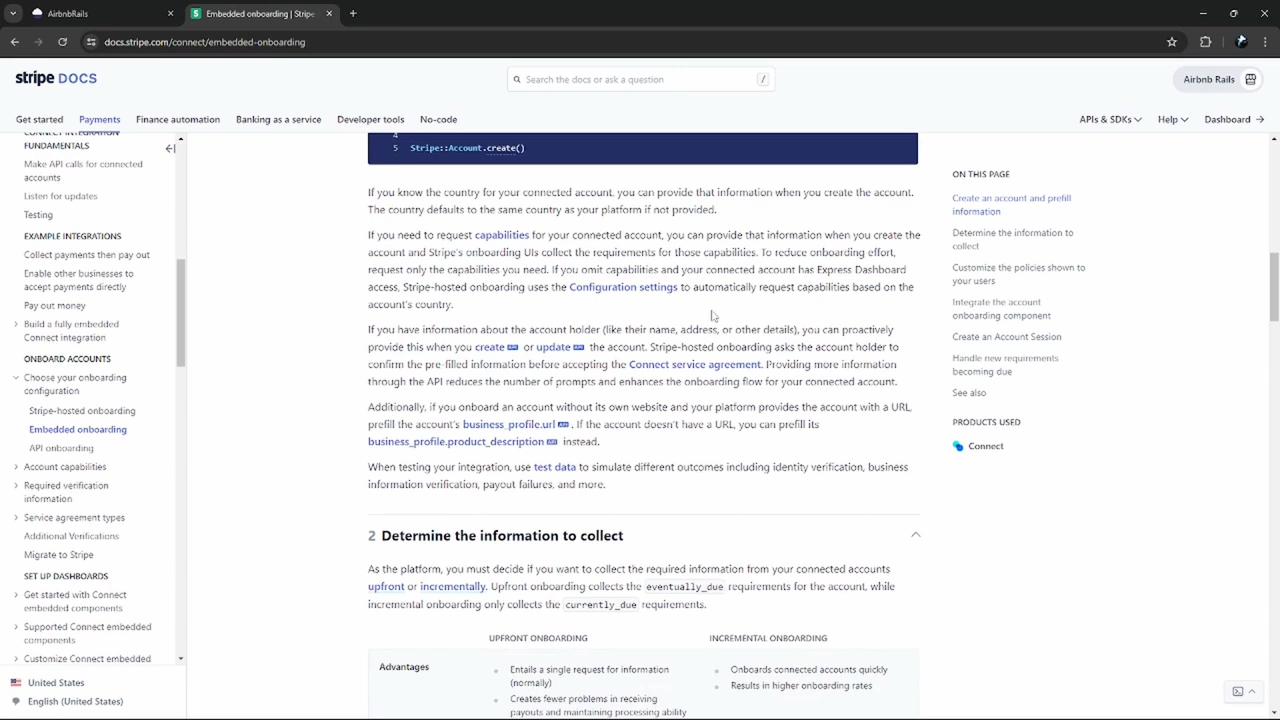 AirbnbRails
Embedded onboarding | Stripe
docs.stripe.com/connect/embedded-onboarding
stripe DOCS
Search the docs or ask a question
/
Airbnb Rails
Get started
Payments
Finance automation
Banking as a service
Developer tools
No-code
APIs & SDKs
Help
Dashboard
CONNECT INTEGRATION
FUNDAMENTALS
Make API calls for connected
accounts
Listen for updates
Testing
EXAMPLE INTEGRATIONS
Collect payments then pay out
Enable other businesses to
accept payments directly
Pay out money
Build a fully embedded
Connect integration
ONBOARD ACCOUNTS
Choose your onboarding
configuration
Stripe-hosted onboarding
Embedded onboarding
API onboarding
Account capabilities
Required verification
information
Service agreement types
Additional Verifications
Migrate to Stripe
SET UP DASHBOARDS
Get started with Connect
embedded components
Supported Connect embedded
components
Customize Connect embedded
United States
English (United States)
4
5 Stripe::Account.create()
If you know the country for your connected account, you can provide that information when you create the account.
The country defaults to the same country as your platform if not provided.
If you need to request capabilities for your connected account, you can provide that information when you create the
account and Stripe's onboarding UIs collect the requirements for those capabilities. To reduce onboarding effort,
request only the capabilities you need. If you omit capabilities and your connected account has Express Dashboard
access, Stripe-hosted onboarding uses the Configuration settings to automatically request capabilities based on the
account's country.
If you have information about the account holder (like their name, address, or other details), you can proactively
provide this when you create or update the account. Stripe-hosted onboarding asks the account holder to
confirm the pre-filled information before accepting the Connect service agreement. Providing more information
through the API reduces the number of prompts and enhances the onboarding flow for your connected account.
Additionally, if you onboard an account without its own website and your platform provides the account with a URL,
prefill the account's business_profile.url. If the account doesn't have a URL, you can prefill its
business_profile.product_description instead.
When testing your integration, use test data to simulate different outcomes including identity verification, business
information verification, payout failures, and more.
2 Determine the information to collect
As the platform, you must decide if you want to collect the required information from your connected accounts
upfront or incrementally. Upfront onboarding collects the eventually_due requirements for the account, while
incremental onboarding only collects the currently_due requirements.
UPFRONT ONBOARDING
INCREMENTAL ONBOARDING
Advantages
Entails a single request for information
(normally)
Creates fewer problems in receiving
payouts and maintaining processing ability
Onboards connected accounts quickly
Results in higher onboarding rates
ON THIS PAGE
Create an account and prefill
information
Determine the information to
collect
Customize the policies shown to
your users
Integrate the account
onboarding component
Create an Account Session
Handle new requirements
becoming due
See also
PRODUCTS USED
Connect